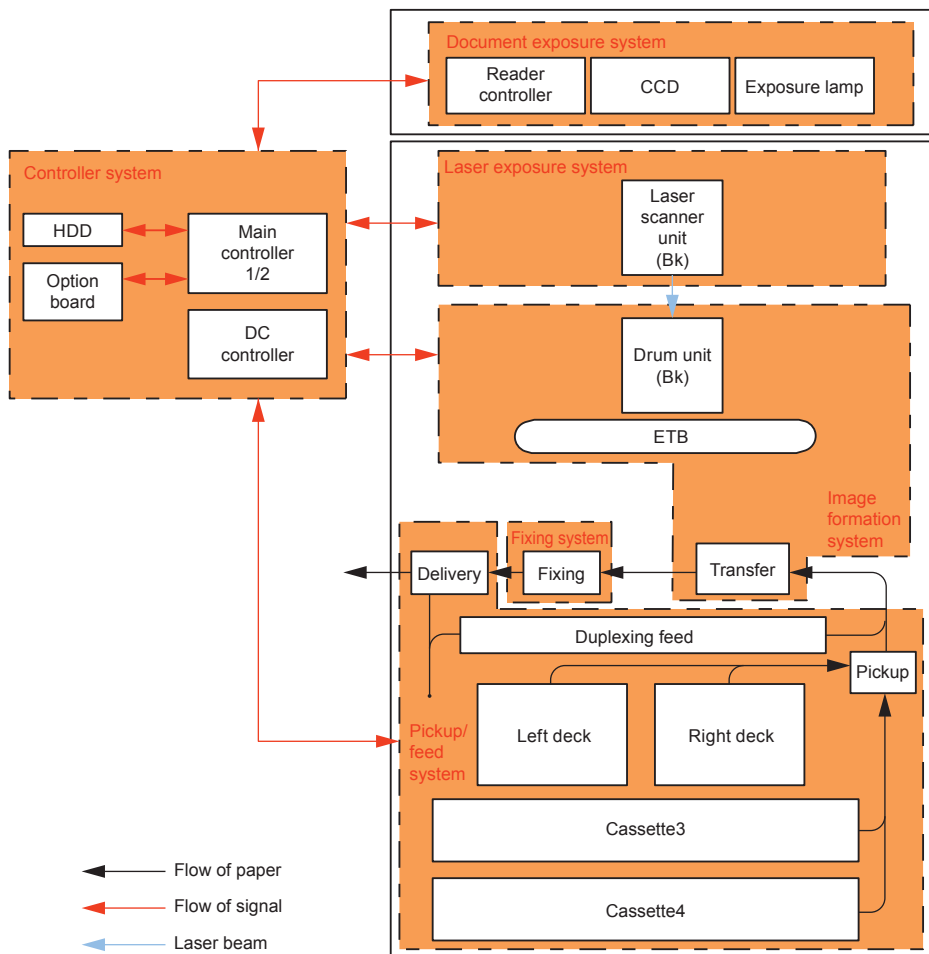 Document exposure system
Reader
controller
CCD
Exposure lamp
Controller system
HDD
Main
controller
1/2
Option
board
DC
controller
Laser exposure system
Laser
scanner
unit
(Bk)
Drum unit
(Bk)
ETB
Image
formation
system
Fixing system
Delivery
Fixing
Transfer
Duplexing feed
Pickup
Left deck
Right deck
Pickup/
feed
system
Cassette3
Cassette4
Flow of paper
Flow of signal
Laser beam